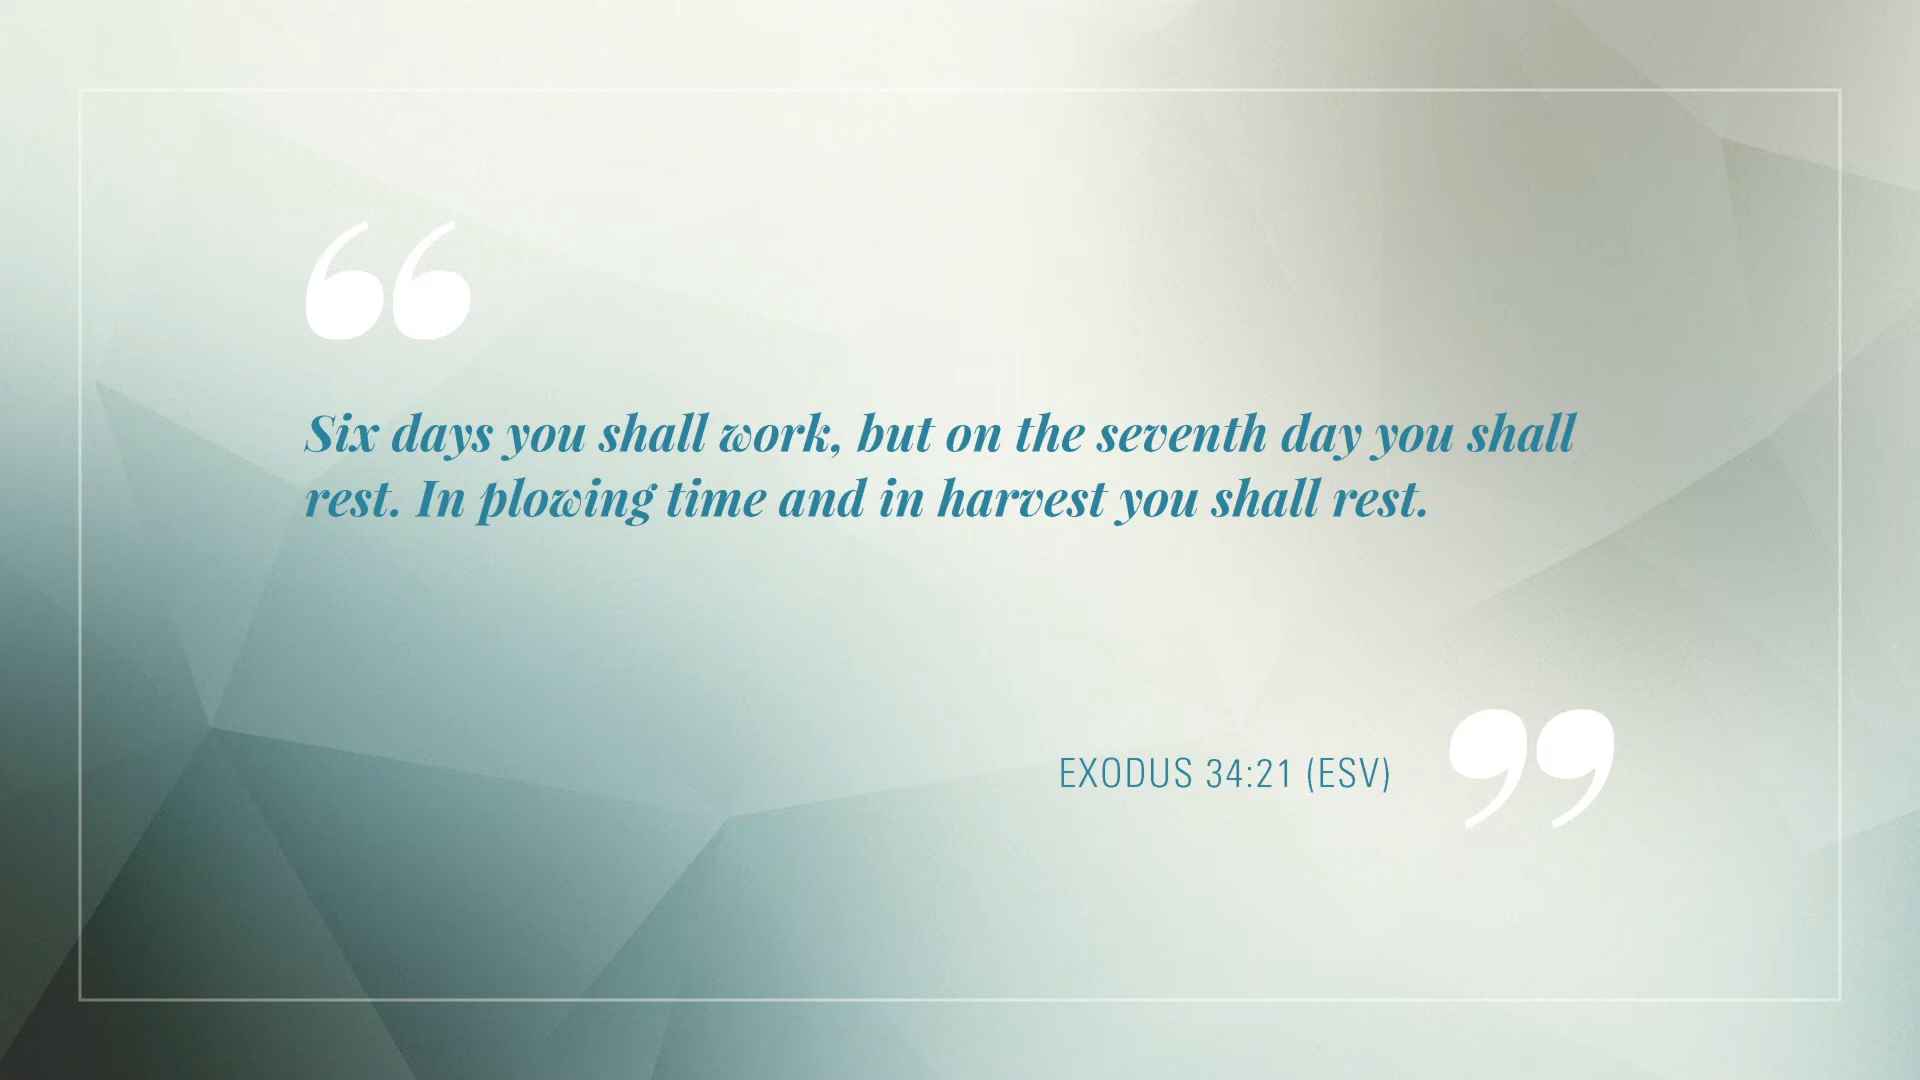 “
Six days you shall work, but on the seventh day you shall
rest. In plowing time and in harvest you shall rest.
EXODUS 34:21 (ESV) ”